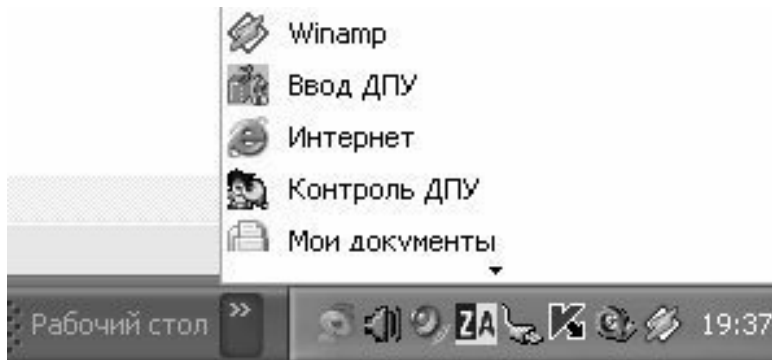 Winamp
Ввод ДПУ
Интернет
Контроль ДПУ
Мои документы
Рабочий стол » ZA K 19:37